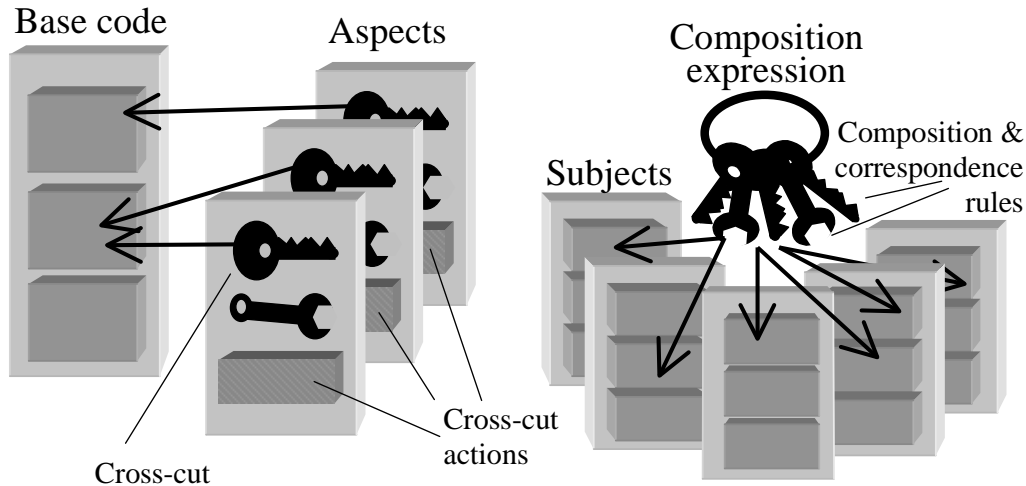 Base code
Aspects
Cross-cut
Cross-cut
actions
Composition
expression
Composition &
correspondence
rules
Subjects